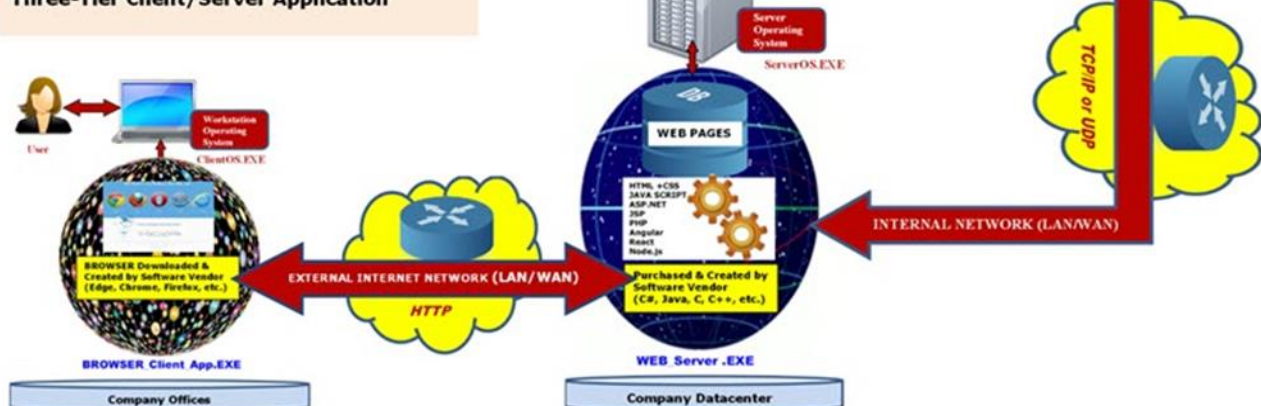 Three-Tier Client/Server Application
Server
Operating
System
ServerOS.EXE
TCP/IP or UDP
User
Workstation
Operating
System
ClientOS.EXE
DB
WEB PAGES
HTML +CSS
JAVA SCRIPT
ASP.NET
JSP
PHP
Angular
React
Node.js
INTERNAL NETWORK (LAN/WAN)
BROWSER Downloaded &
Created by Software Vendor
(Edge, Chrome, Firefox, etc.)
EXTERNAL INTERNET NETWORK (LAN/WAN)
HTTP
Purchased & Created by
Software Vendor
(C#, Java, C, C++, etc.)
BROWSER Client App.EXE
WEB Server .EXE
Company Offices
Company Datacenter